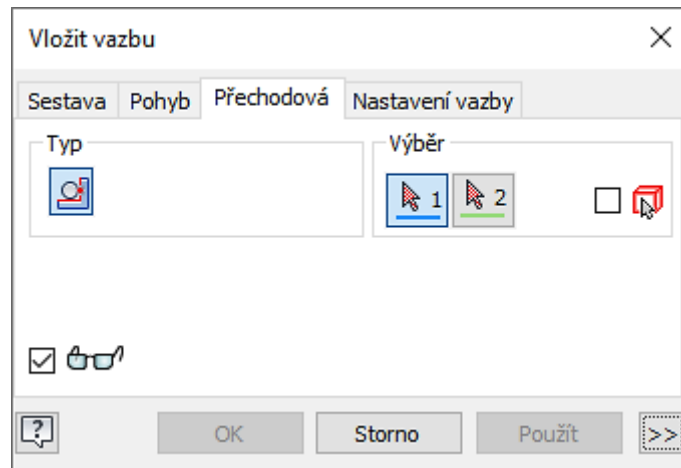 Vložit vazbu
Sestava Pohyb Přechodová Nastavení vazby
Typ Výběr
1 2
? OK Storno Použít >>